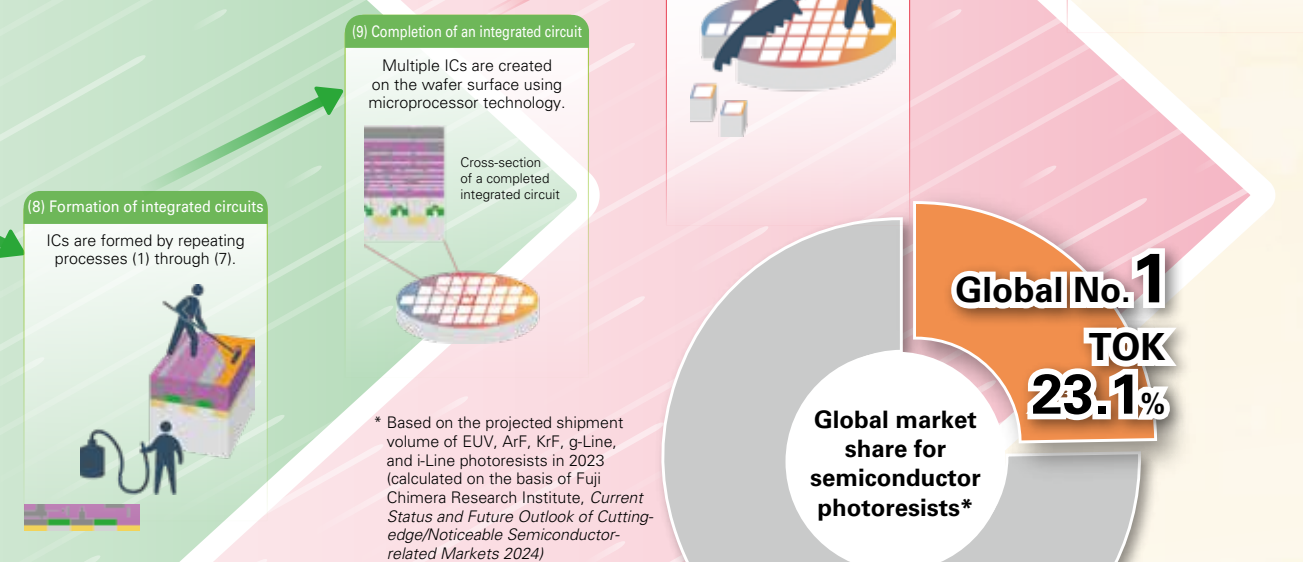 (9) Completion of an integrated circuit
Multiple ICs are created
on the wafer surface using
microprocessor technology.
Cross-section
of a completed
integrated circuit
(8) Formation of integrated circuits
ICs are formed by repeating
processes (1) through (7).
* Based on the projected shipment
volume of EUV, ArF, KrF, g-Line,
and i-Line photoresists in 2023
(calculated on the basis of Fuji
Chimera Research Institute, Current
Status and Future Outlook of Cutting-
edge/Noticeable Semiconductor-
related Markets 2024)
Global No. 1
TOK
23.1%
Global market
share for
semiconductor
photoresists*